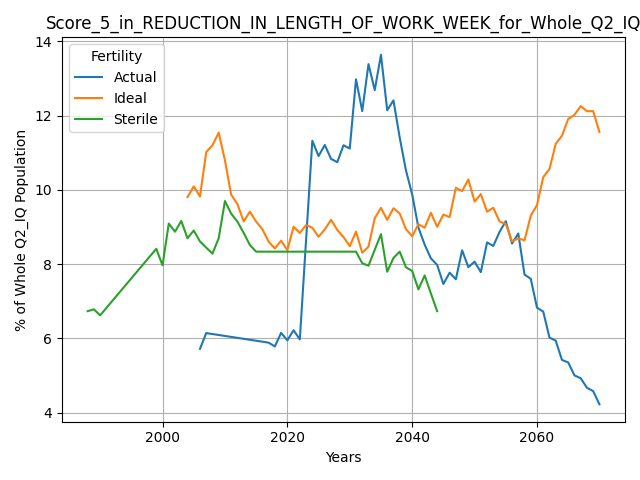 Score_5_in_REDUCTION_IN_LENGTH_OF_WORK_WEEK_for_Whole_Q2_IQ
Fertility
Actual
Ideal
Sterile
% of Whole Q2_IQ Population
14
12
10
8
6
4
2000
2020
2040
2060
Years